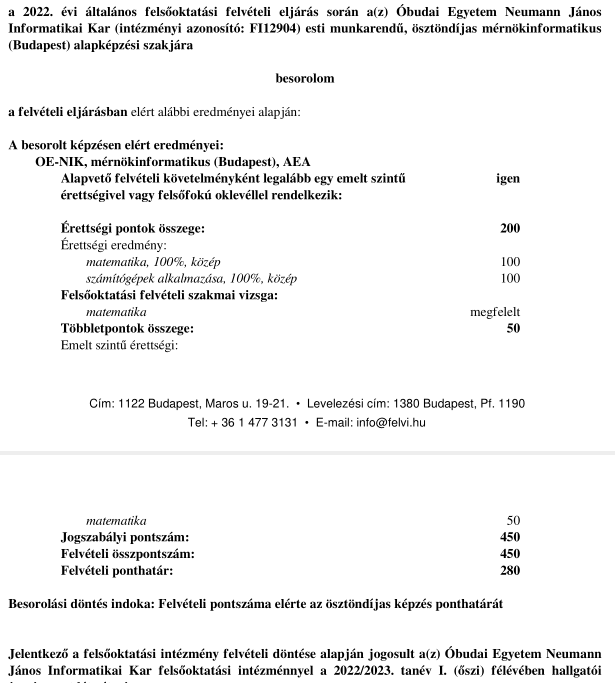 a 2022. évi általános felsőoktatási felvételi eljárás során a(z) Óbudai Egyetem Neumann János
Informatikai Kar (intézményi azonosító: FI12904) esti munkarendű, ösztöndíjas mérnökinformatikus
(Budapest) alapképzési szakjára
besorolom
a felvételi eljárásban elért alábbi eredményei alapján:
A besorolt képzésen elért eredményei:
OE-NIK, mérnökinformatikus (Budapest), AEA
Alapvető felvételi követelményként legalább egy emelt szintű igen
érettségivel vagy felsőfokú oklevéllel rendelkezik:
Érettségi pontok összege: 200
Érettségi eredmény:
matematika, 100%, közép 100
számítógépek alkalmazása, 100%, közép 100
Felsőoktatási felvételi szakmai vizsga:
matematika megfelelt
Többletpontok összege: 50
Emelt szintű érettségi:
Cím: 1122 Budapest, Maros u. 19-21. • Levelezési cím: 1380 Budapest, Pf. 1190
Tel: + 36 1 477 3131 • E-mail: info@felvi.hu
matematika 50
Jogszabályi pontszám: 450
Felvételi összpontszám: 450
Felvételi ponthatár: 280
Besorolási döntés indoka: Felvételi pontszáma elérte az ösztöndíjas képzés ponthatárát
Jelentkező a felsőoktatási intézmény felvételi döntése alapján jogosult a(z) Óbudai Egyetem Neumann
János Informatikai Kar felsőoktatási intézménnyel a 2022/2023. tanév I. (őszi) félévében hallgatói